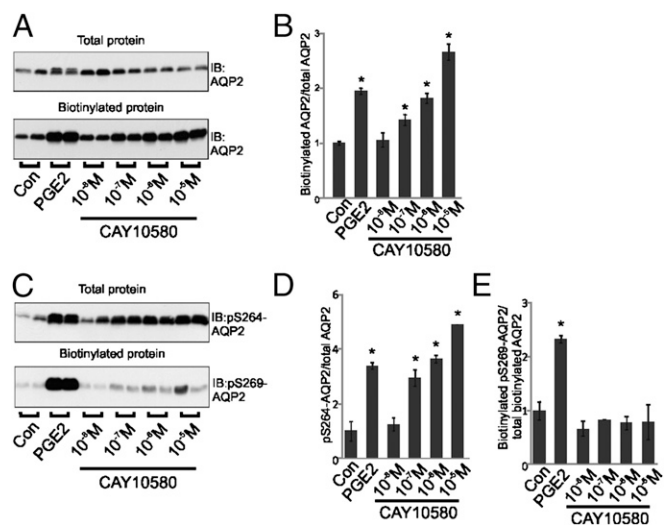 A
Total protein
IB:
AQP2
Biotinylated protein
IB:
AQP2
Con
PGE2
10⁻⁸M
10⁻⁷M
10⁻⁶M
10⁻⁵M
CAY10580
B
Biotinylated AQP2/total AQP2
3
2
1
0
*
*
*
*
Con
PGE2
10⁻⁸M
10⁻⁷M
10⁻⁶M
10⁻⁵M
CAY10580
C
Total protein
IB:pS264-
AQP2
Biotinylated protein
IB:pS269-
AQP2
Con
PGE2
10⁻⁸M
10⁻⁷M
10⁻⁶M
10⁻⁵M
CAY10580
D
pS264-AQP2/total AQP2
6
4
2
0
*
*
*
*
Con
PGE2
10⁻⁸M
10⁻⁷M
10⁻⁶M
10⁻⁵M
CAY10580
E
Biotinylated pS269-AQP2/
total biotinylated AQP2
3
2
1
0
*
Con
PGE2
10⁻⁸M
10⁻⁷M
10⁻⁶M
10⁻⁵M
CAY10580